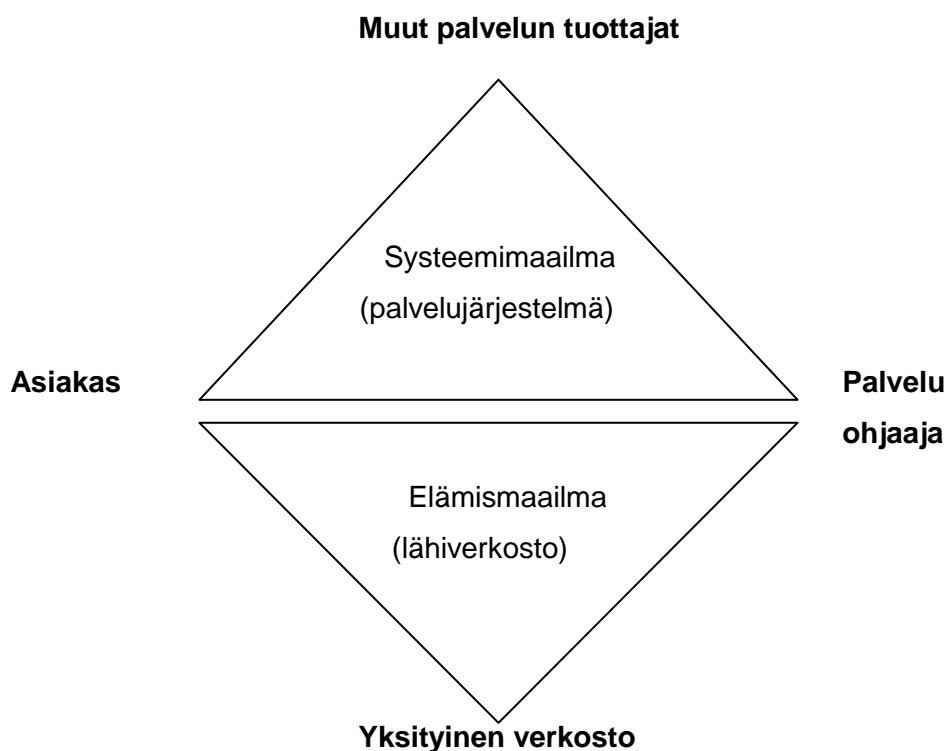 Muut palvelun tuottajat
Systeemimaailma
(palvelujärjestelmä)
Asiakas
Palvelu
ohjaaja
Elämismaailma
(lähiverkosto)
Yksityinen verkosto